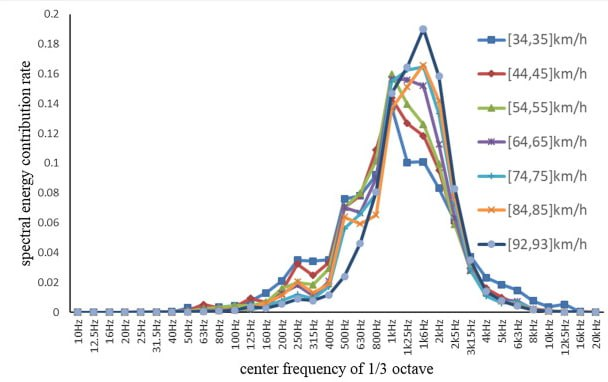 spectral energy contribution rate
0.2
0.18
0.16
0.14
0.12
0.1
0.08
0.06
0.04
0.02
0
[34,35]km/h
[44,45]km/h
[54,55]km/h
[64,65]km/h
[74,75]km/h
[84,85]km/h
[92,93]km/h
10Hz
12.5Hz
16Hz
20Hz
25Hz
31.5Hz
40Hz
50Hz
63Hz
80Hz
100Hz
1k25Hz
160Hz
200Hz
250Hz
315Hz
400Hz
500Hz
630Hz
800Hz
1kHz
1k25Hz
1k6Hz
2kHz
2k5Hz
3k15Hz
4kHz
5kHz
6k3Hz
8kHz
10kHz
12k5Hz
16kHz
20kHz
center frequency of 1/3 octave